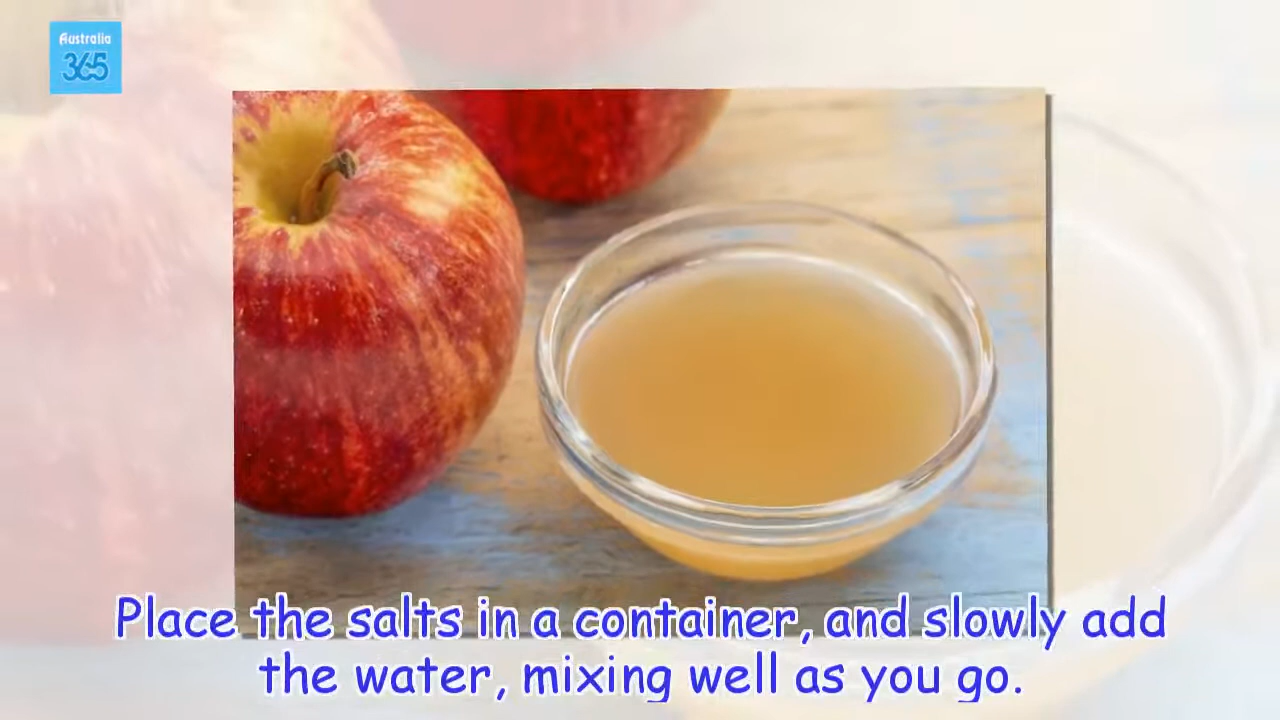 Australia
365
Place the salts in a container, and slowly add
the water, mixing well as you go.